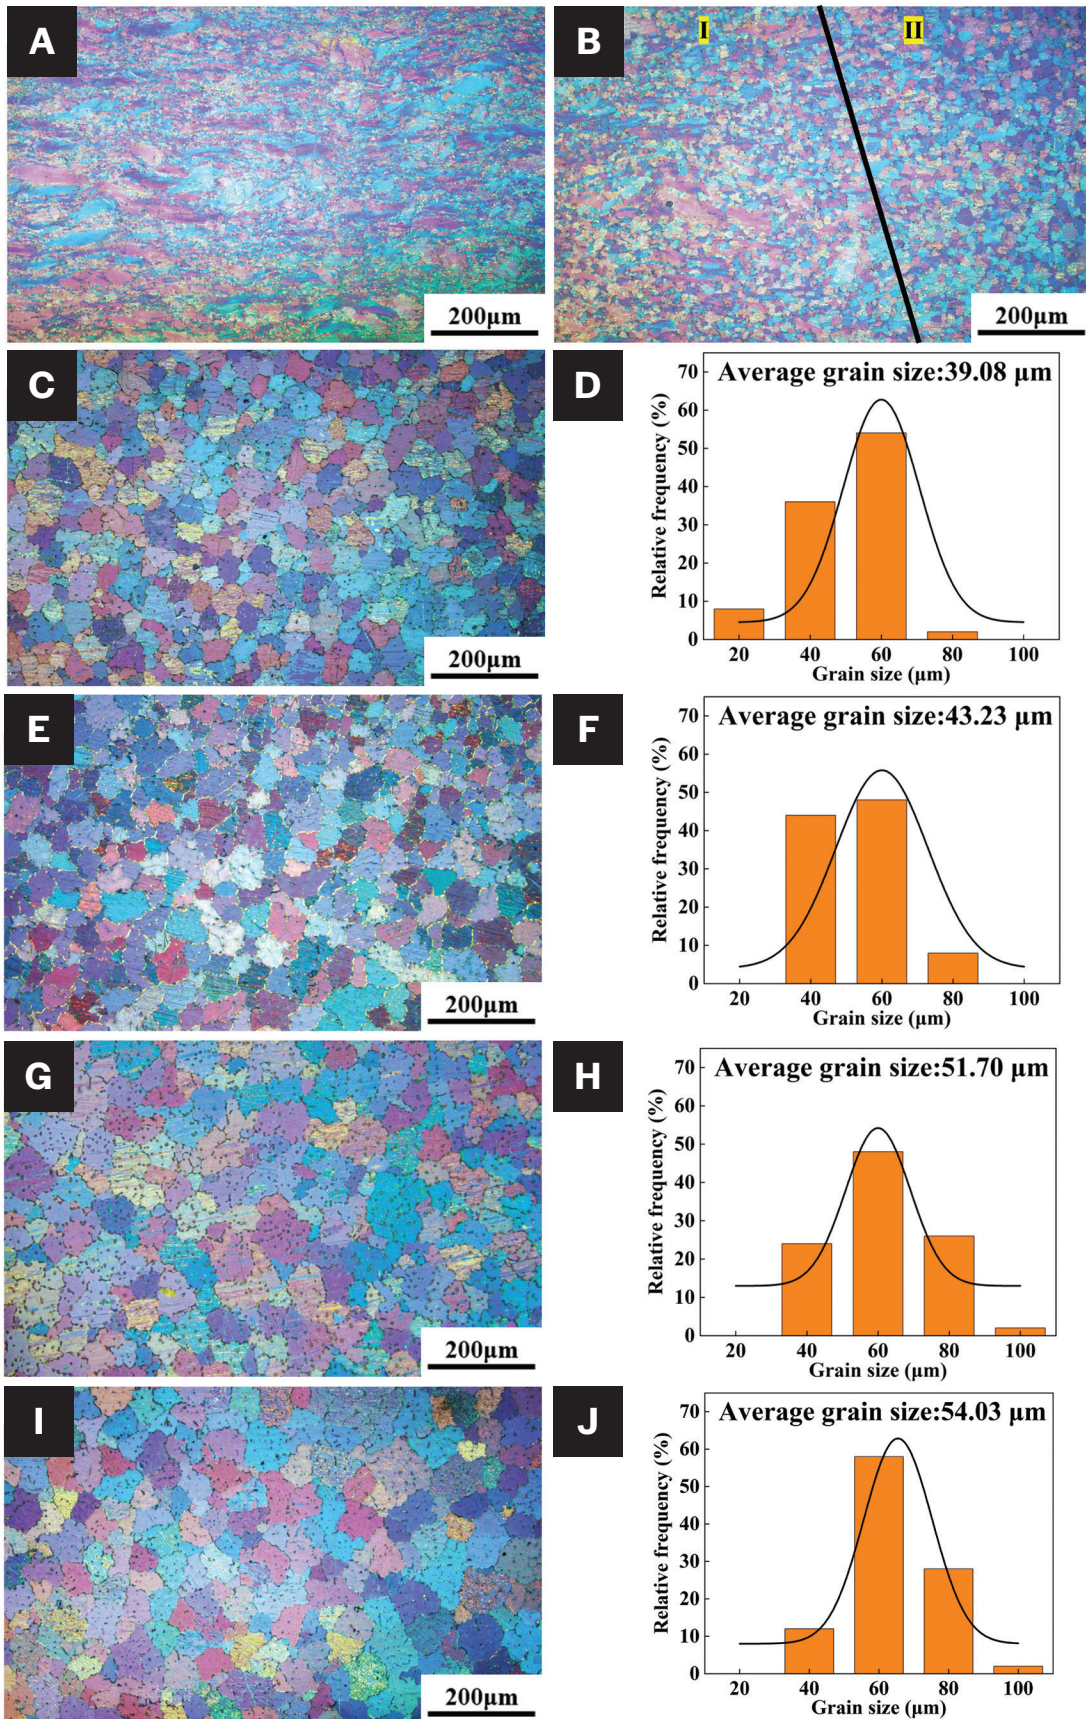 A
200μm
B
I
II
200μm
C
200μm
D
Average grain size:39.08 μm
Relative frequency (%)
70
60
50
40
30
20
10
0
20 40 60 80 100
Grain size (μm)
E
200μm
F
Average grain size:43.23 μm
Relative frequency (%)
70
60
50
40
30
20
10
0
20 40 60 80 100
Grain size (μm)
G
200μm
H
Average grain size:51.70 μm
Relative frequency (%)
70
60
50
40
30
20
10
0
20 40 60 80 100
Grain size (μm)
I
200μm
J
Average grain size:54.03 μm
Relative frequency (%)
70
60
50
40
30
20
10
0
20 40 60 80 100
Grain size (μm)